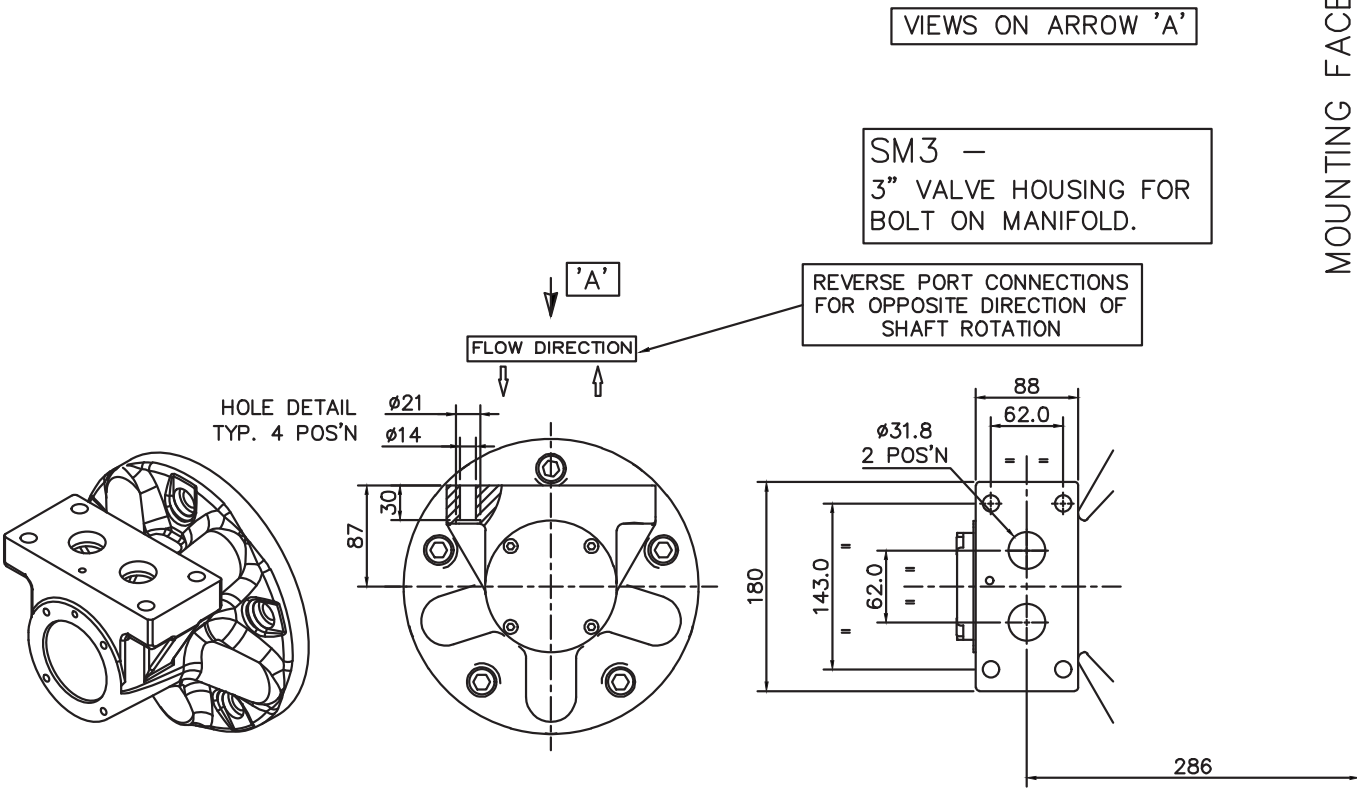 VIEWS ON ARROW 'A'
MOUNTING FACE
SM3 –
3" VALVE HOUSING FOR
BOLT ON MANIFOLD.
'A'
REVERSE PORT CONNECTIONS
FOR OPPOSITE DIRECTION OF
SHAFT ROTATION
FLOW DIRECTION
HOLE DETAIL
TYP. 4 POS'N
ø21
ø14
30
87
88
62.0
ø31.8
2 POS'N
= =
180
143.0
=
=
62.0
=
=
286